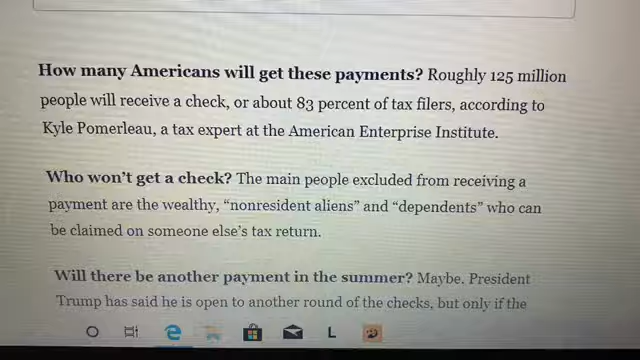 How many Americans will get these payments? Roughly 125 million
people will receive a check, or about 83 percent of tax filers, according to
Kyle Pomerleau, a tax expert at the American Enterprise Institute.
Who won't get a check? The main people excluded from receiving a
payment are the wealthy, “nonresident aliens” and “dependents” who can
be claimed on someone else's tax return.
Will there be another payment in the summer? Maybe. President
Trump has said he is open to another round of the checks, but only if the
L